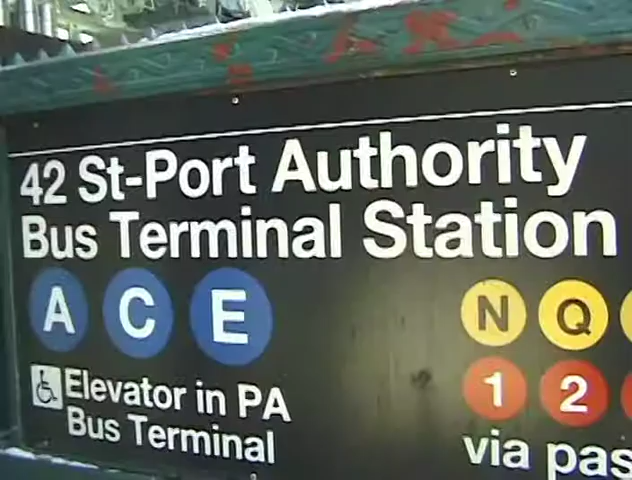 42 St-Port Authority
Bus Terminal Station
A C E N Q
1 2
Elevator in PA
Bus Terminal
via pas